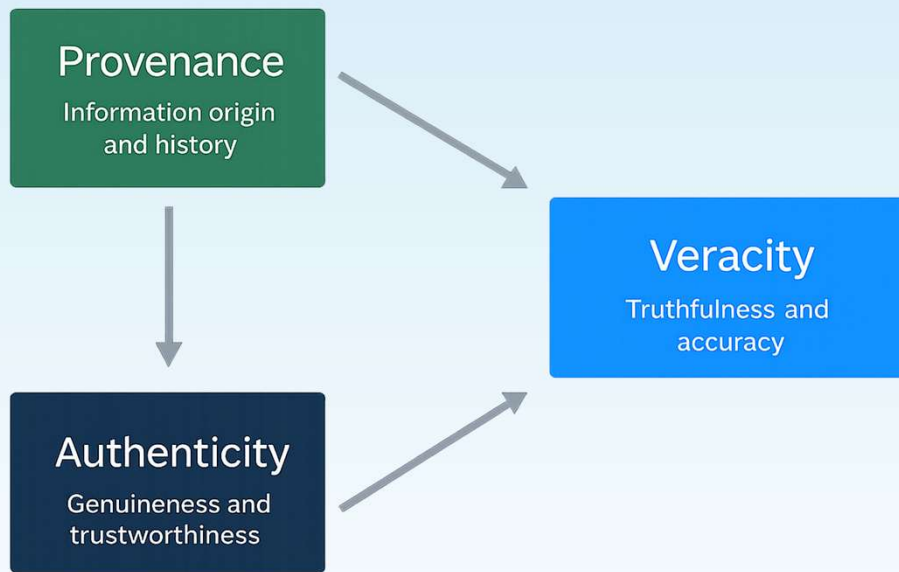 Provenance
Information origin
and history
Veracity
Truthfulness and
accuracy
Authenticity
Genuineness and
trustworthiness